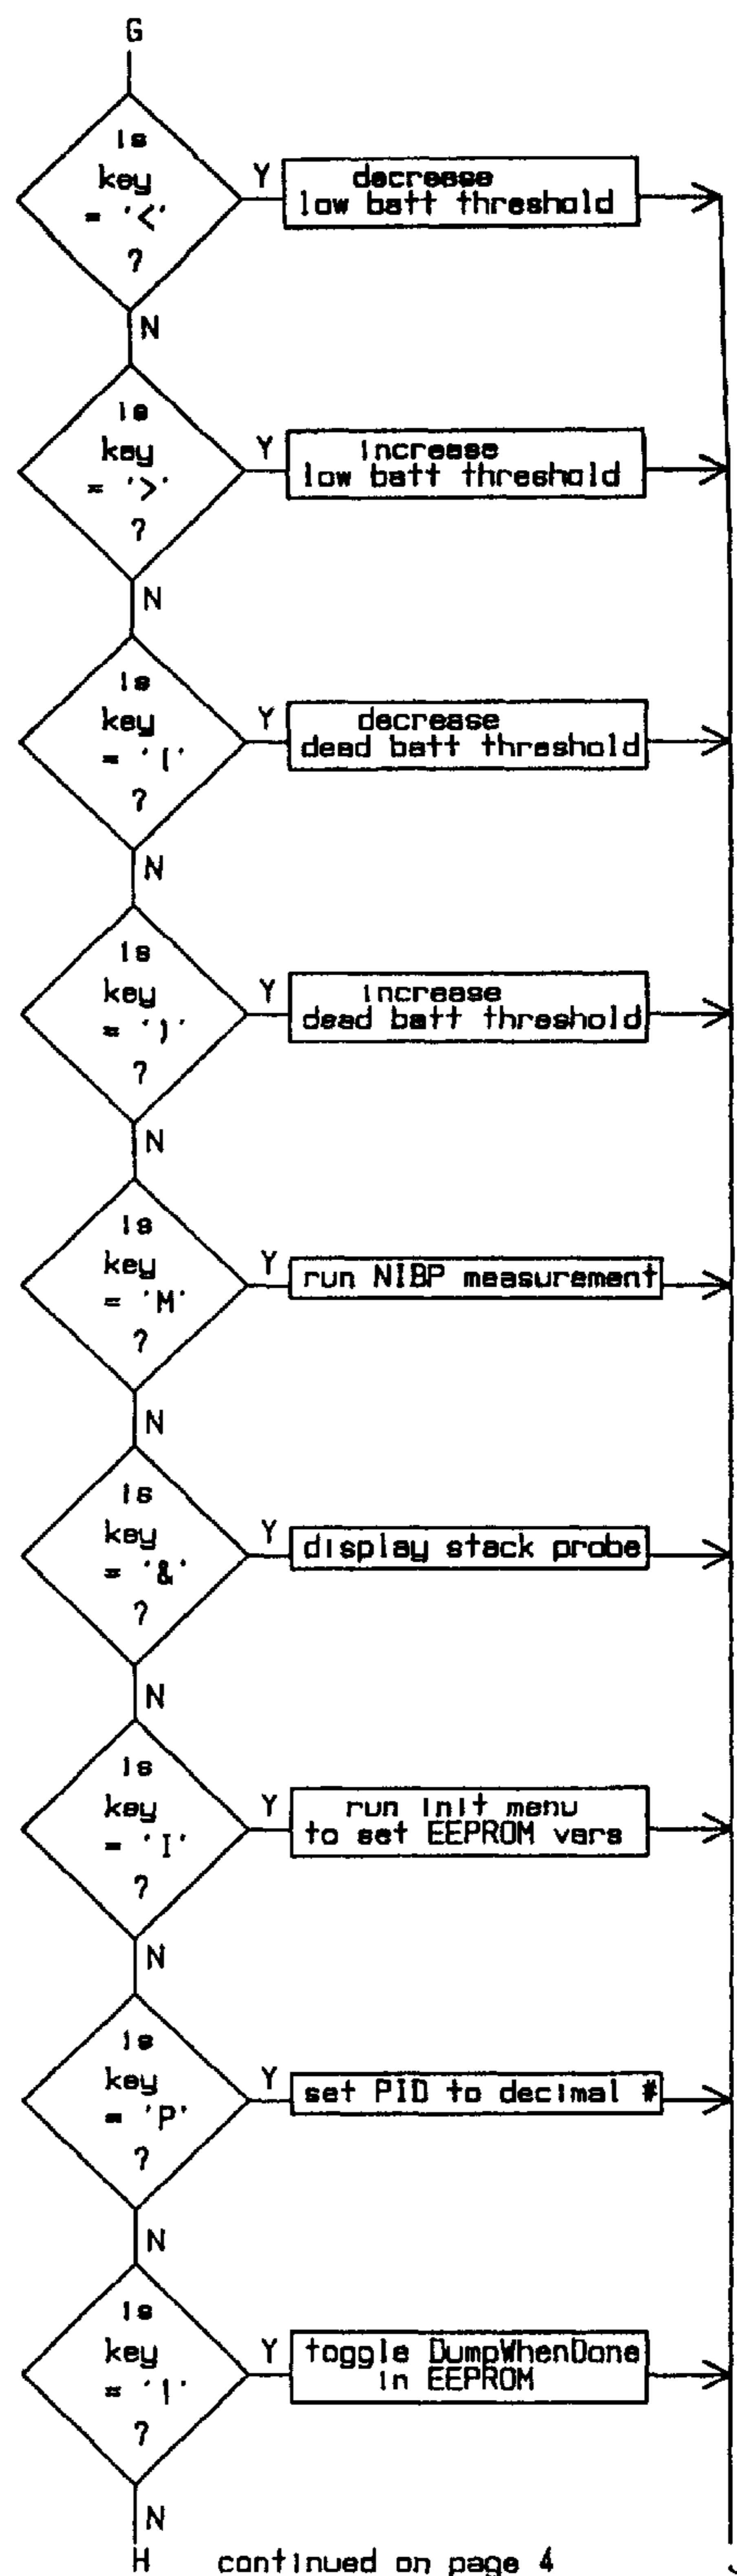 G
Is
key
= '<'
?
Y
decrease
low batt threshold
N
Is
key
= '>'
?
Y
increase
low batt threshold
N
Is
key
= '('
?
Y
decrease
dead batt threshold
N
Is
key
= ')'
?
Y
increase
dead batt threshold
N
Is
key
= 'M'
?
Y
run NIBP measurement
N
Is
key
= '&'
?
Y
display stack probe
N
Is
key
= 'I'
?
Y
run init menu
to set EEPROM vars
N
Is
key
= 'P'
?
Y
set PID to decimal #
N
Is
key
?
Y
toggle DumpWhenDone
in EEPROM
N
H continued on page 4